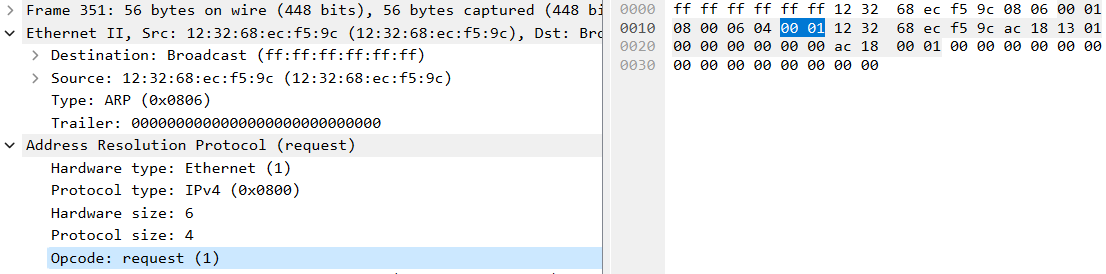 Frame 351: 56 bytes on wire (448 bits), 56 bytes captured (448 bi
Ethernet II, Src: 12:32:68:ec:f5:9c (12:32:68:ec:f5:9c), Dst: Bro
Destination: Broadcast (ff:ff:ff:ff:ff:ff)
Source: 12:32:68:ec:f5:9c (12:32:68:ec:f5:9c)
Type: ARP (0x0806)
Trailer: 0000000000000000000000000000
Address Resolution Protocol (request)
Hardware type: Ethernet (1)
Protocol type: IPv4 (0x0800)
Hardware size: 6
Protocol size: 4
Opcode: request (1)
0000 ff ff ff ff ff ff 12 32 68 ec f5 9c 08 06 00 01
0010 08 00 06 04 00 01 12 32 68 ec f5 9c ac 18 13 01
0020 00 00 00 00 00 00 ac 18 00 01 00 00 00 00 00 00
0030 00 00 00 00 00 00 00 00